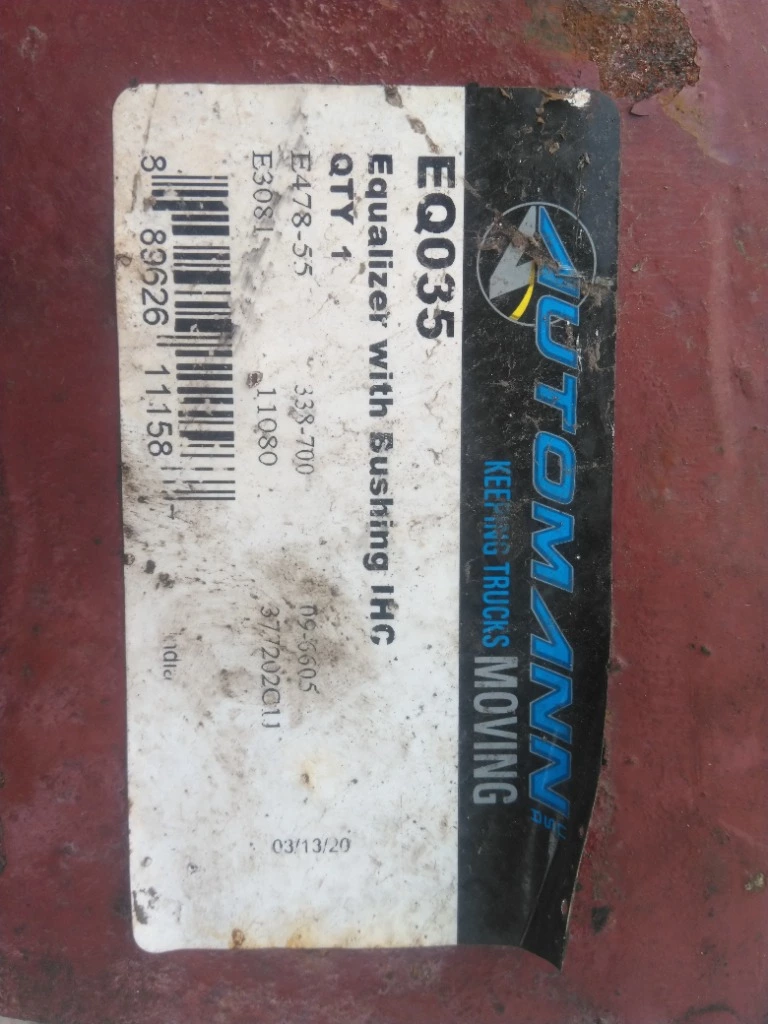 AUTOMANN USA
KEEPING TRUCKS MOVING
EQ035
Equalizer with Bushing IHC
QTY 1
E478-55 338-700
E3081 11080
03/13/20
8 89626 11158